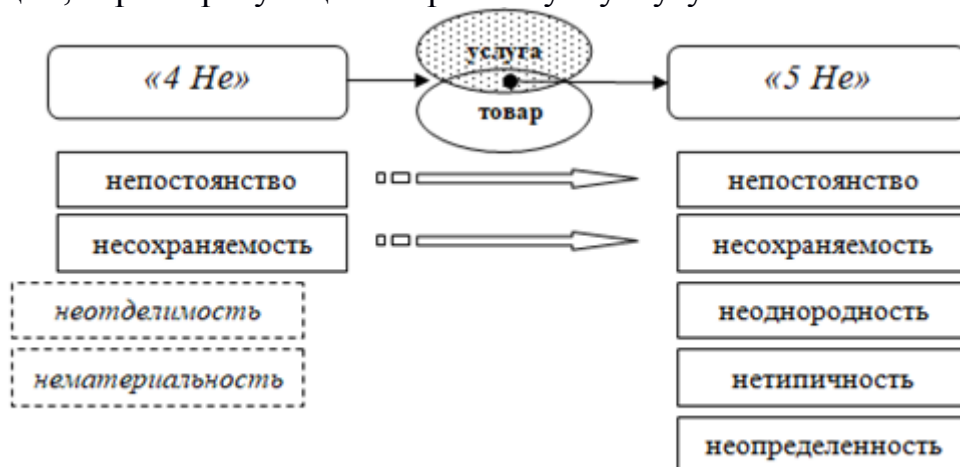 услуга
«4 Не»
«5 Не»
товар
непостоянство
непостоянство
несохраняемость
несохраняемость
неотделимость
неоднородность
нематериальность
нетипичность
неопределенность